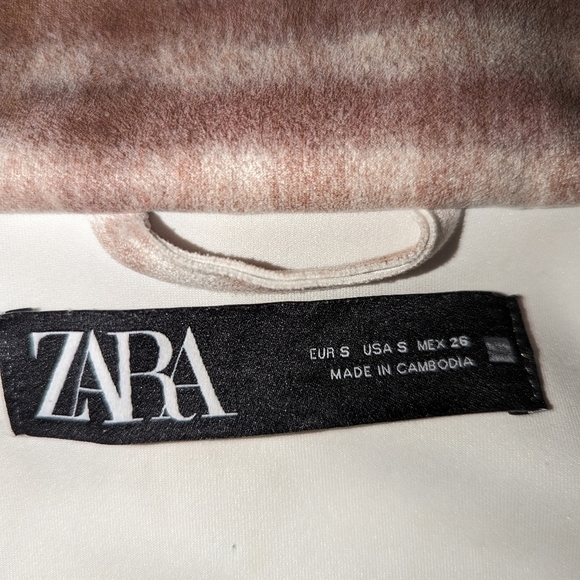 ZARA
EUR S USA S MEX 26
MADE IN CAMBODIA